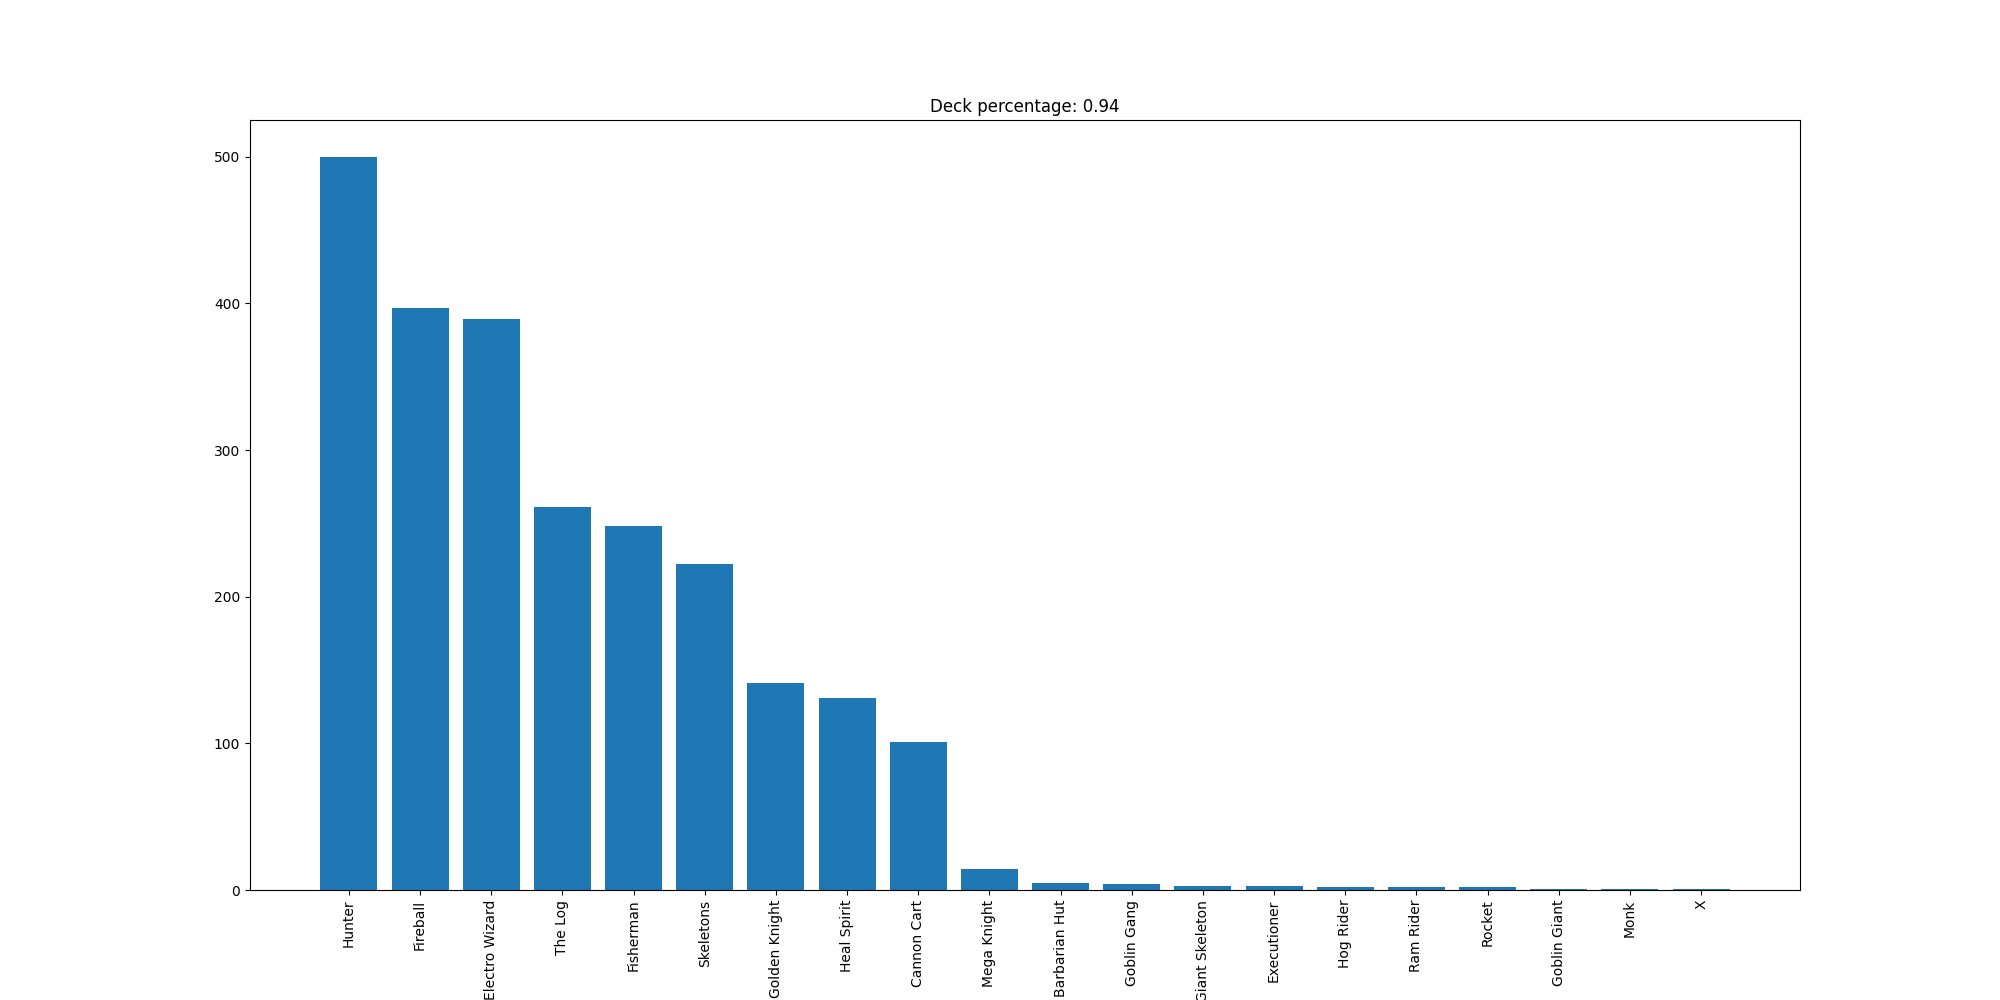 Deck percentage: 0.94
500
400
300
200
100
0
Hunter
Fireball
Electro Wizard
The Log
Fisherman
Skeletons
Golden Knight
Heal Spirit
Cannon Cart
Mega Knight
Barbarian Hut
Goblin Gang
Giant Skeleton
Executioner
Hog Rider
Ram Rider
Rocket
Goblin Giant
Monk
X